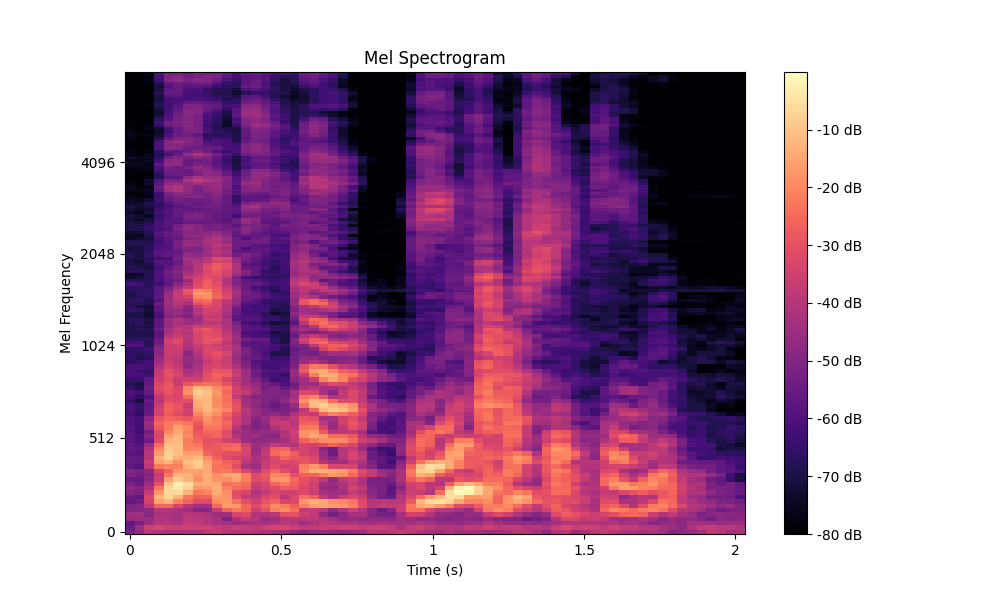 Mel Spectrogram
Mel Frequency
4096
2048
1024
512
0
0
0.5
1
1.5
2
Time (s)
-10 dB
-20 dB
-30 dB
-40 dB
-50 dB
-60 dB
-70 dB
-80 dB